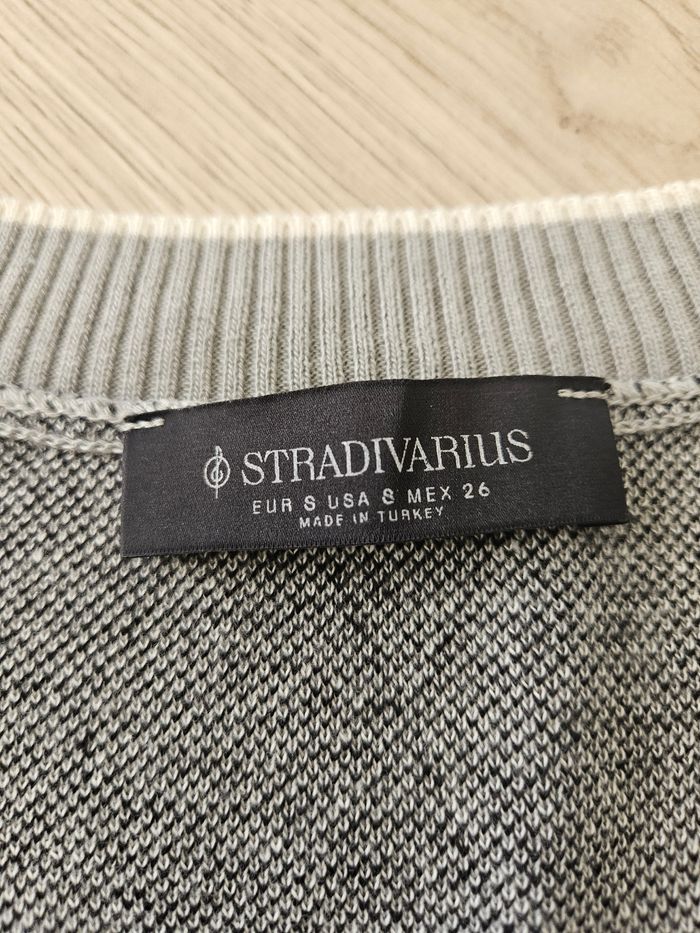 STRADIVARIUS
EUR S USA S MEX 26
MADE IN TURKEY